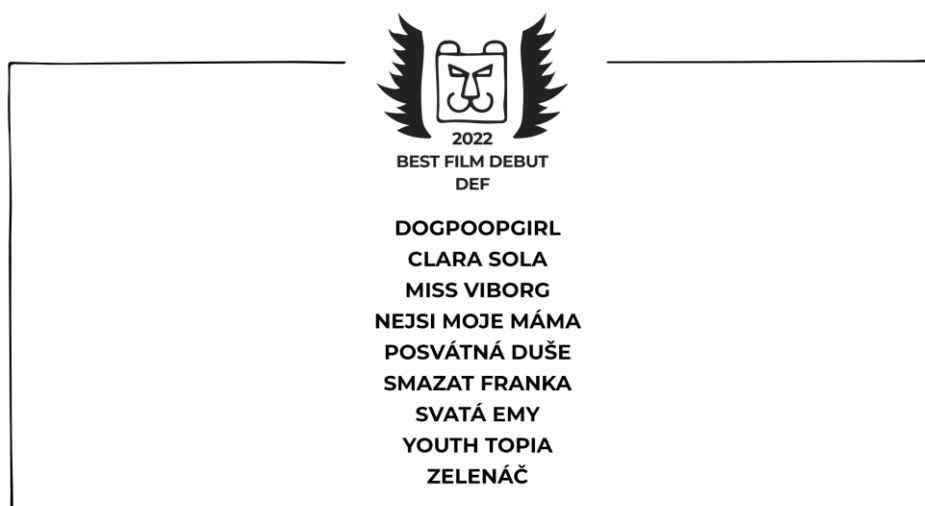 2022
BEST FILM DEBUT
DEF
DOGPOOPGIRL
CLARA SOLA
MISS VIBORG
NEJSI MOJE MÁMA
POSVÁTNÁ DUŠE
SMAZAT FRANKA
SVATÁ EMY
YOUTH TOPIA
ZELENÁČ